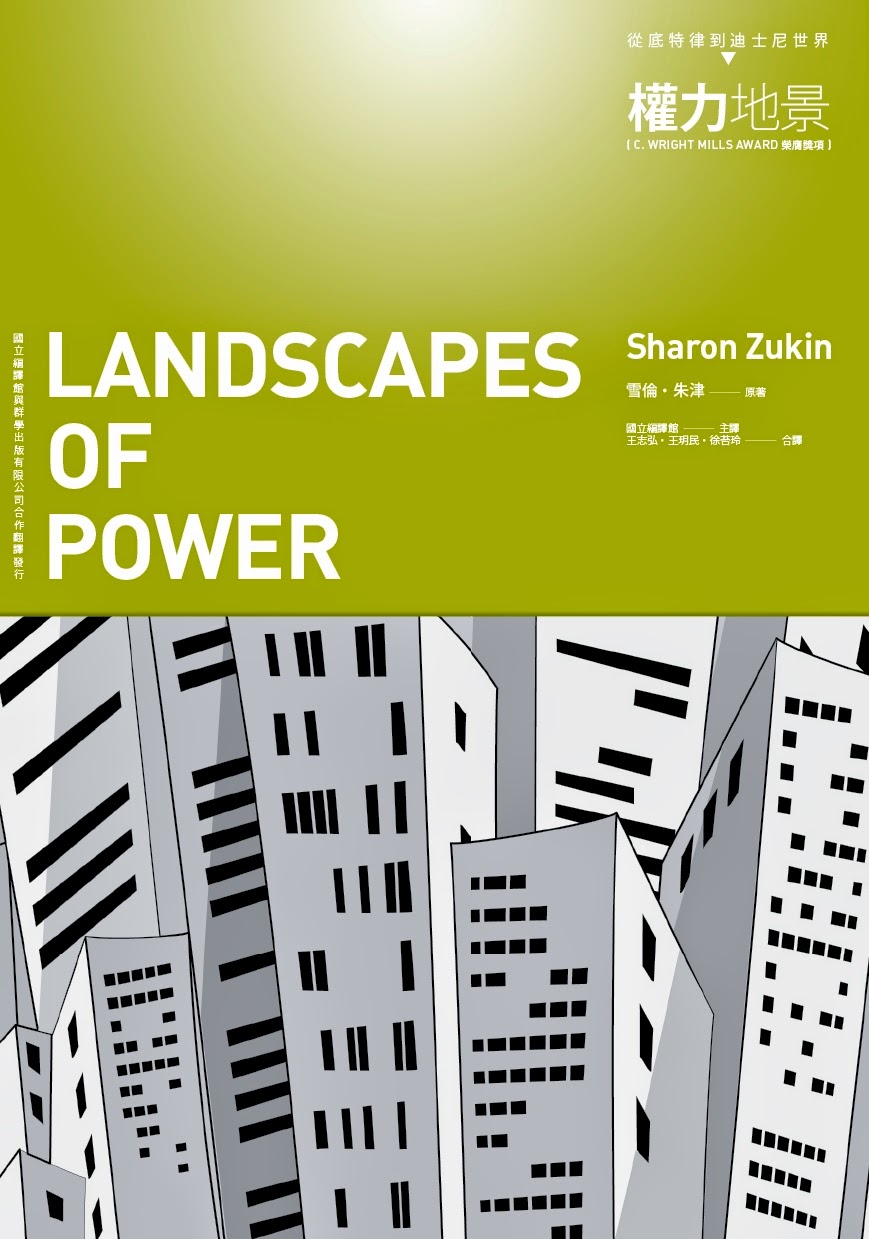 從底特律到迪士尼世界
權力地景
( C. WRIGHT MILLS AWARD 榮膺獎項 )
LANDSCAPES
OF
POWER
Sharon Zukin
雪倫・朱津 —— 原著
國立編譯館 —— 主譯
王志弘・王玥民・徐苔玲 —— 合譯
國立編譯館與群學出版有限公司合作翻譯發行